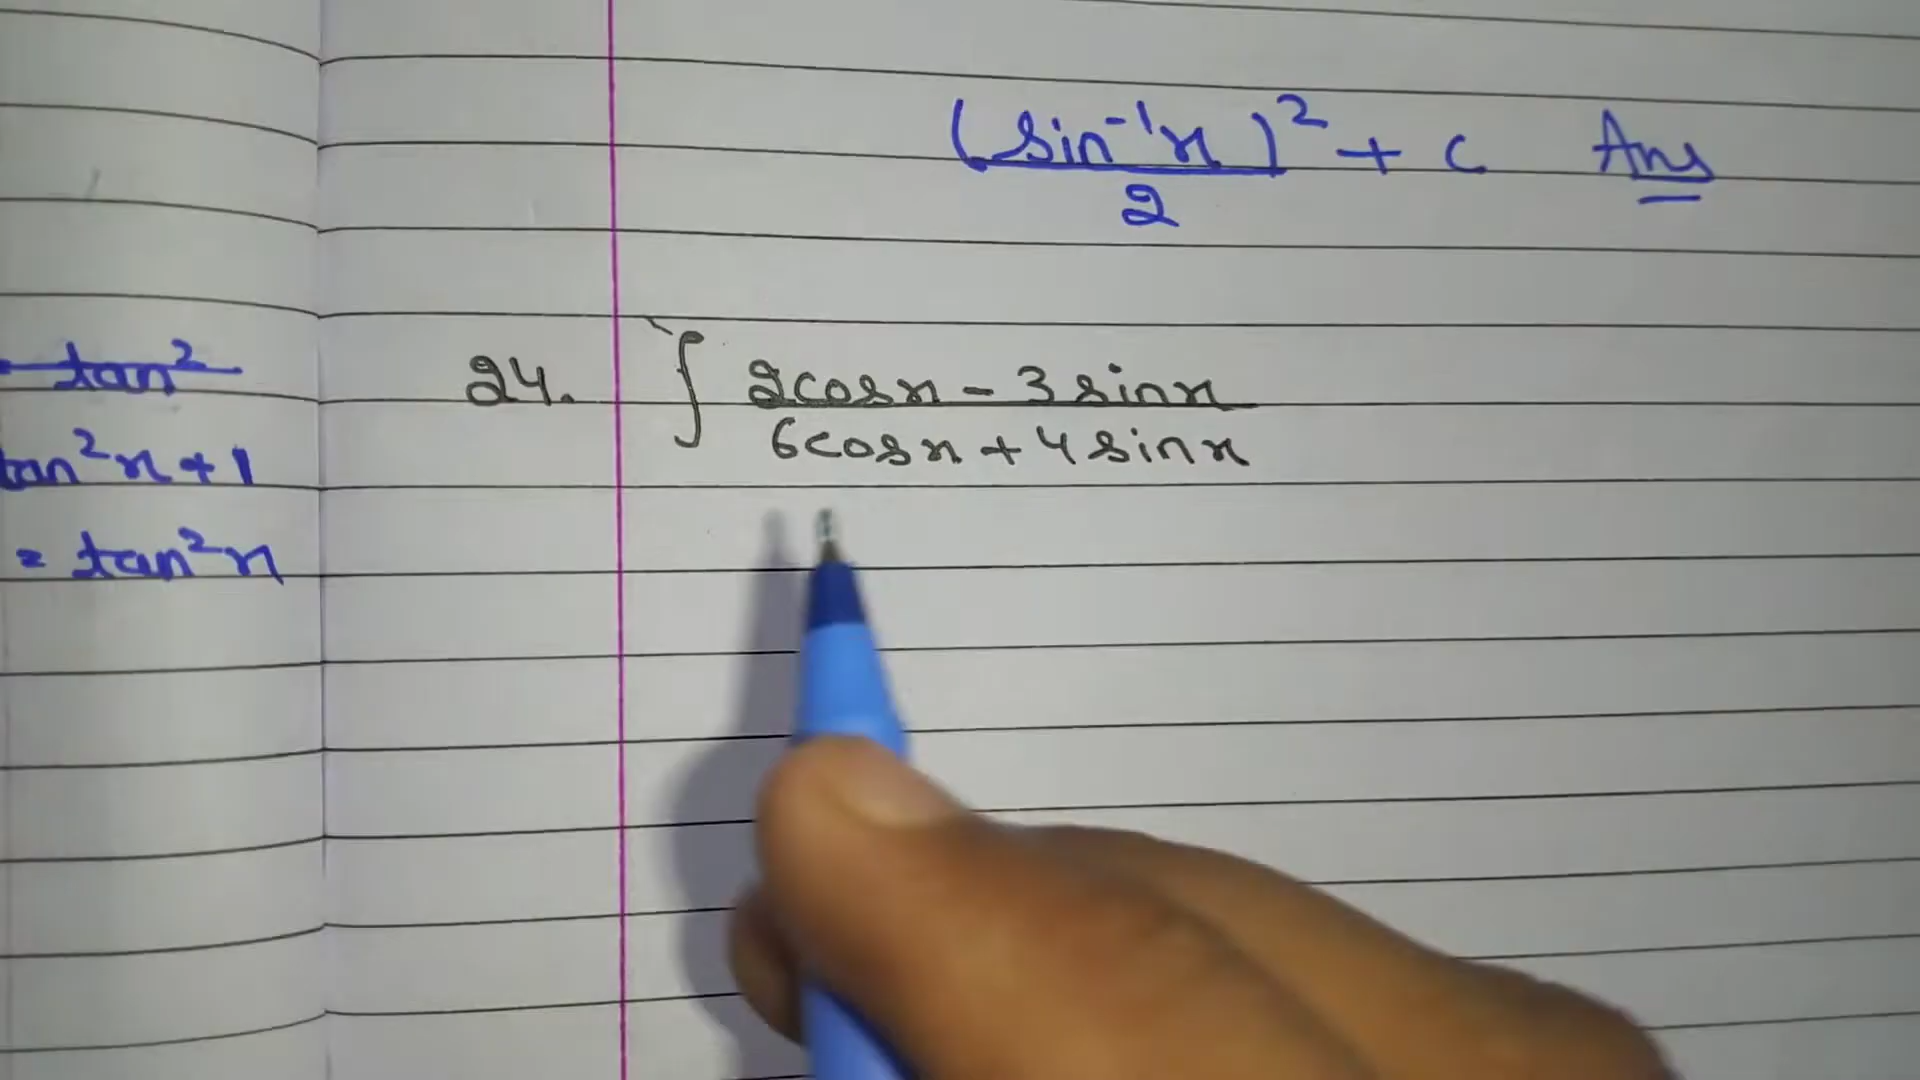 (sin⁻¹x)²/2 + c Ans
24. ∫ (2cosx - 3sinx)/(6cosx + 4sinx)
tan²
tan²x + 1
= tan²x